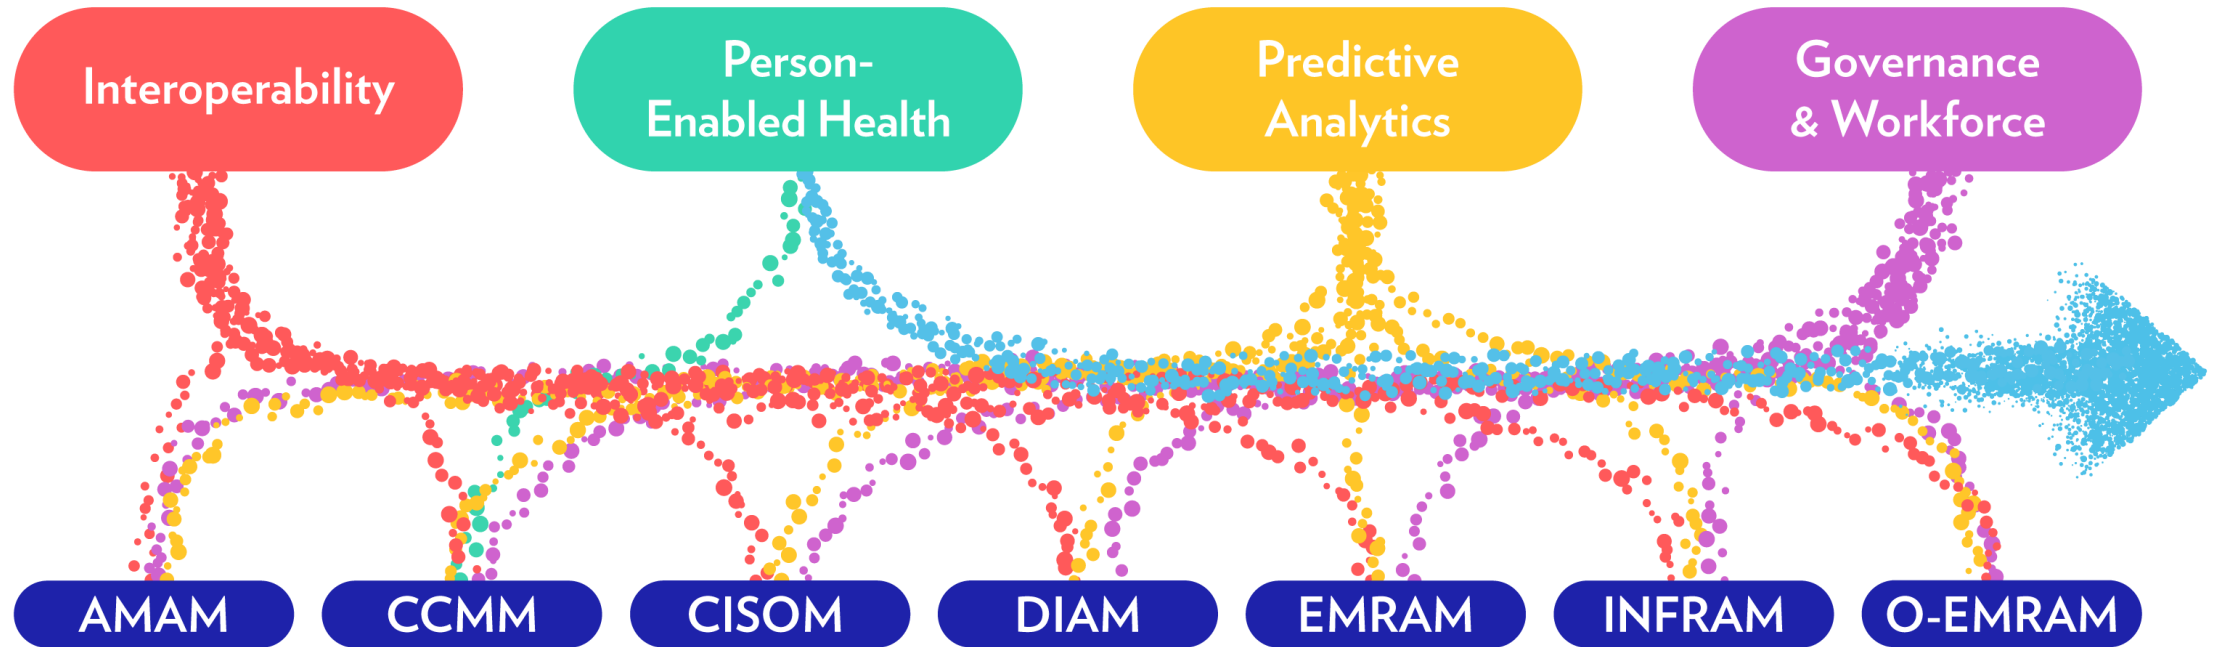 Interoperability
Person-
Enabled Health
Predictive
Analytics
Governance
& Workforce
AMAM
CCMM
CISOM
DIAM
EMRAM
INFRAM
O-EMRAM